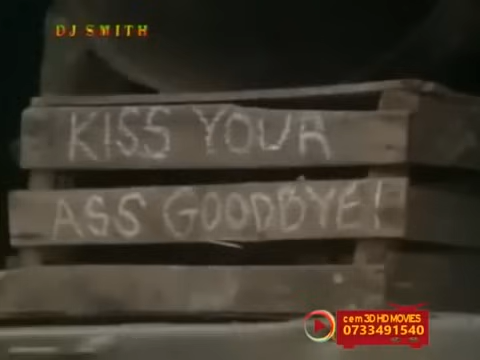 DJ SMITH
KISS YOUR
ASS GOODBYE!
cem 3D HD MOVIES
0733491540